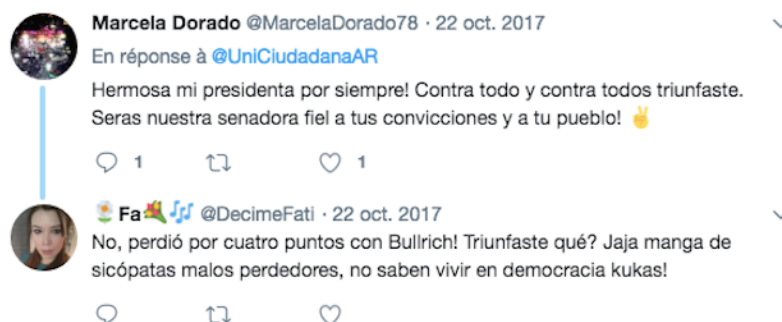 Marcela Dorado @MarcelaDorado78 · 22 oct. 2017
En réponse à @UniCiudadanaAR
Hermosa mi presidenta por siempre! Contra todo y contra todos triunfaste.
Seras nuestra senadora fiel a tus convicciones y a tu pueblo! ✌
1 1
🌼Fa💐🎶 @DecimeFati · 22 oct. 2017
No, perdió por cuatro puntos con Bullrich! Triunfaste qué? Jaja manga de
sicópatas malos perdedores, no saben vivir en democracia kukas!